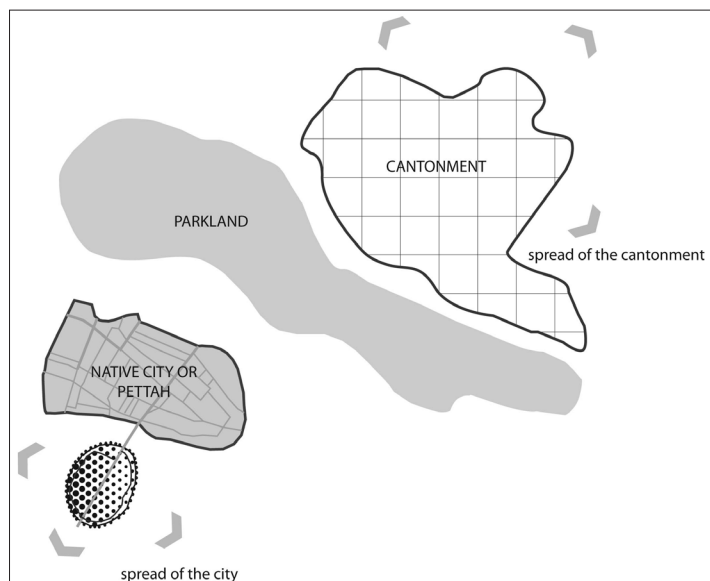 CANTONMENT
PARKLAND
spread of the cantonment
NATIVE CITY OR
PETTAH
spread of the city